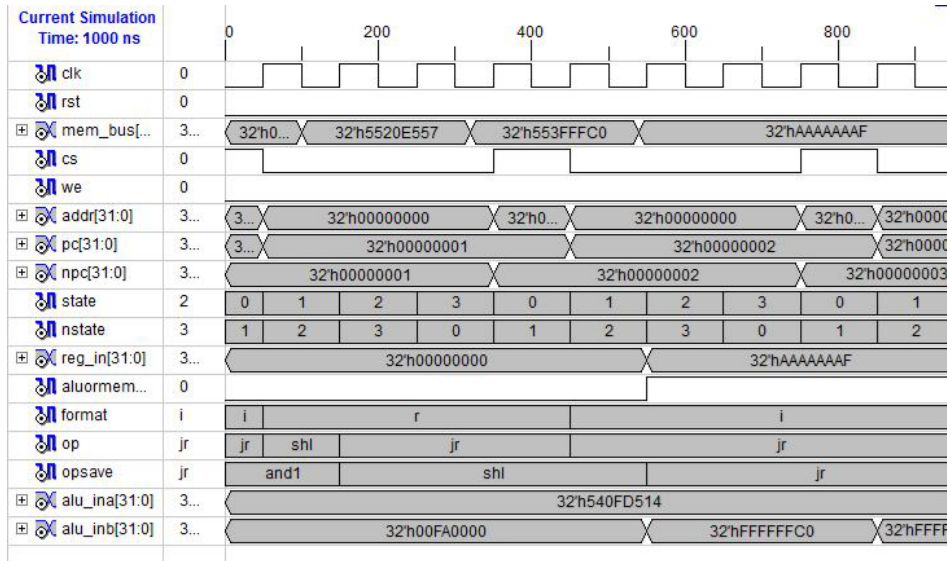 Current Simulation
Time: 1000 ns
0 200 400 600 800
clk 0
rst 0
mem_bus[... 3... 32'h0... 32'h5520E557 32'h553FFFC0 32'hAAAAAAAF
cs 0
we 0
addr[31:0] 3... 3... 32'h00000000 32'h0... 32'h00000000 32'h0... 32'h0000
pc[31:0] 3... 3... 32'h00000001 32'h00000002 32'h0000
npc[31:0] 3... 32'h00000001 32'h00000002 32'h00000003
state 2 0 1 2 3 0 1 2 3 0 1
nstate 3 1 2 3 0 1 2 3 0 1 2
reg_in[31:0] 3... 32'h00000000 32'hAAAAAAAF
aluormem... 0
format i i r i
op jr jr shl jr jr
opsave jr and1 shl jr
alu_ina[31:0] 3... 32'h540FD514
alu_inb[31:0] 3... 32'h00FA0000 32'hFFFFFFC0 32'hFFFF